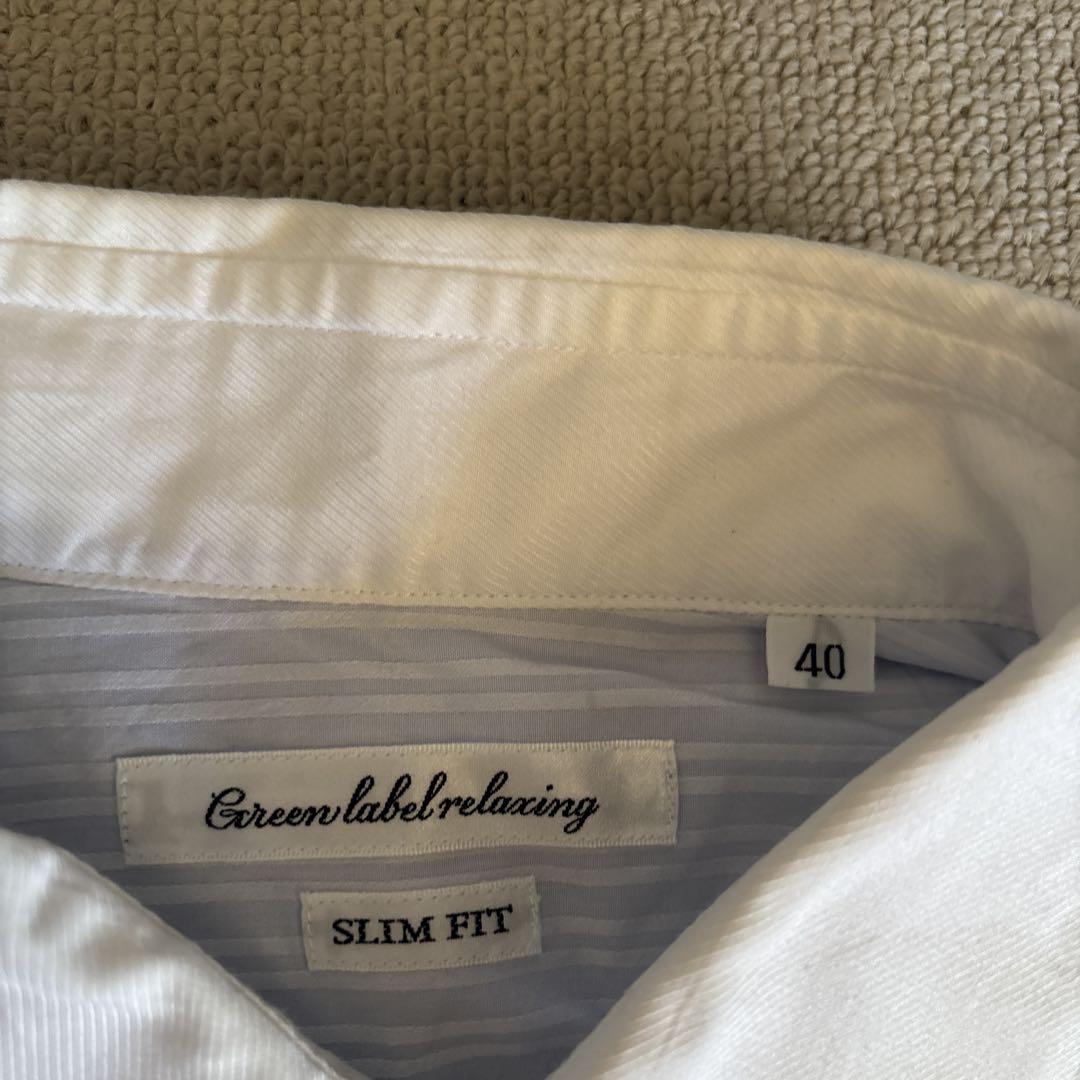 40
Green label relaxing
SLIM FIT